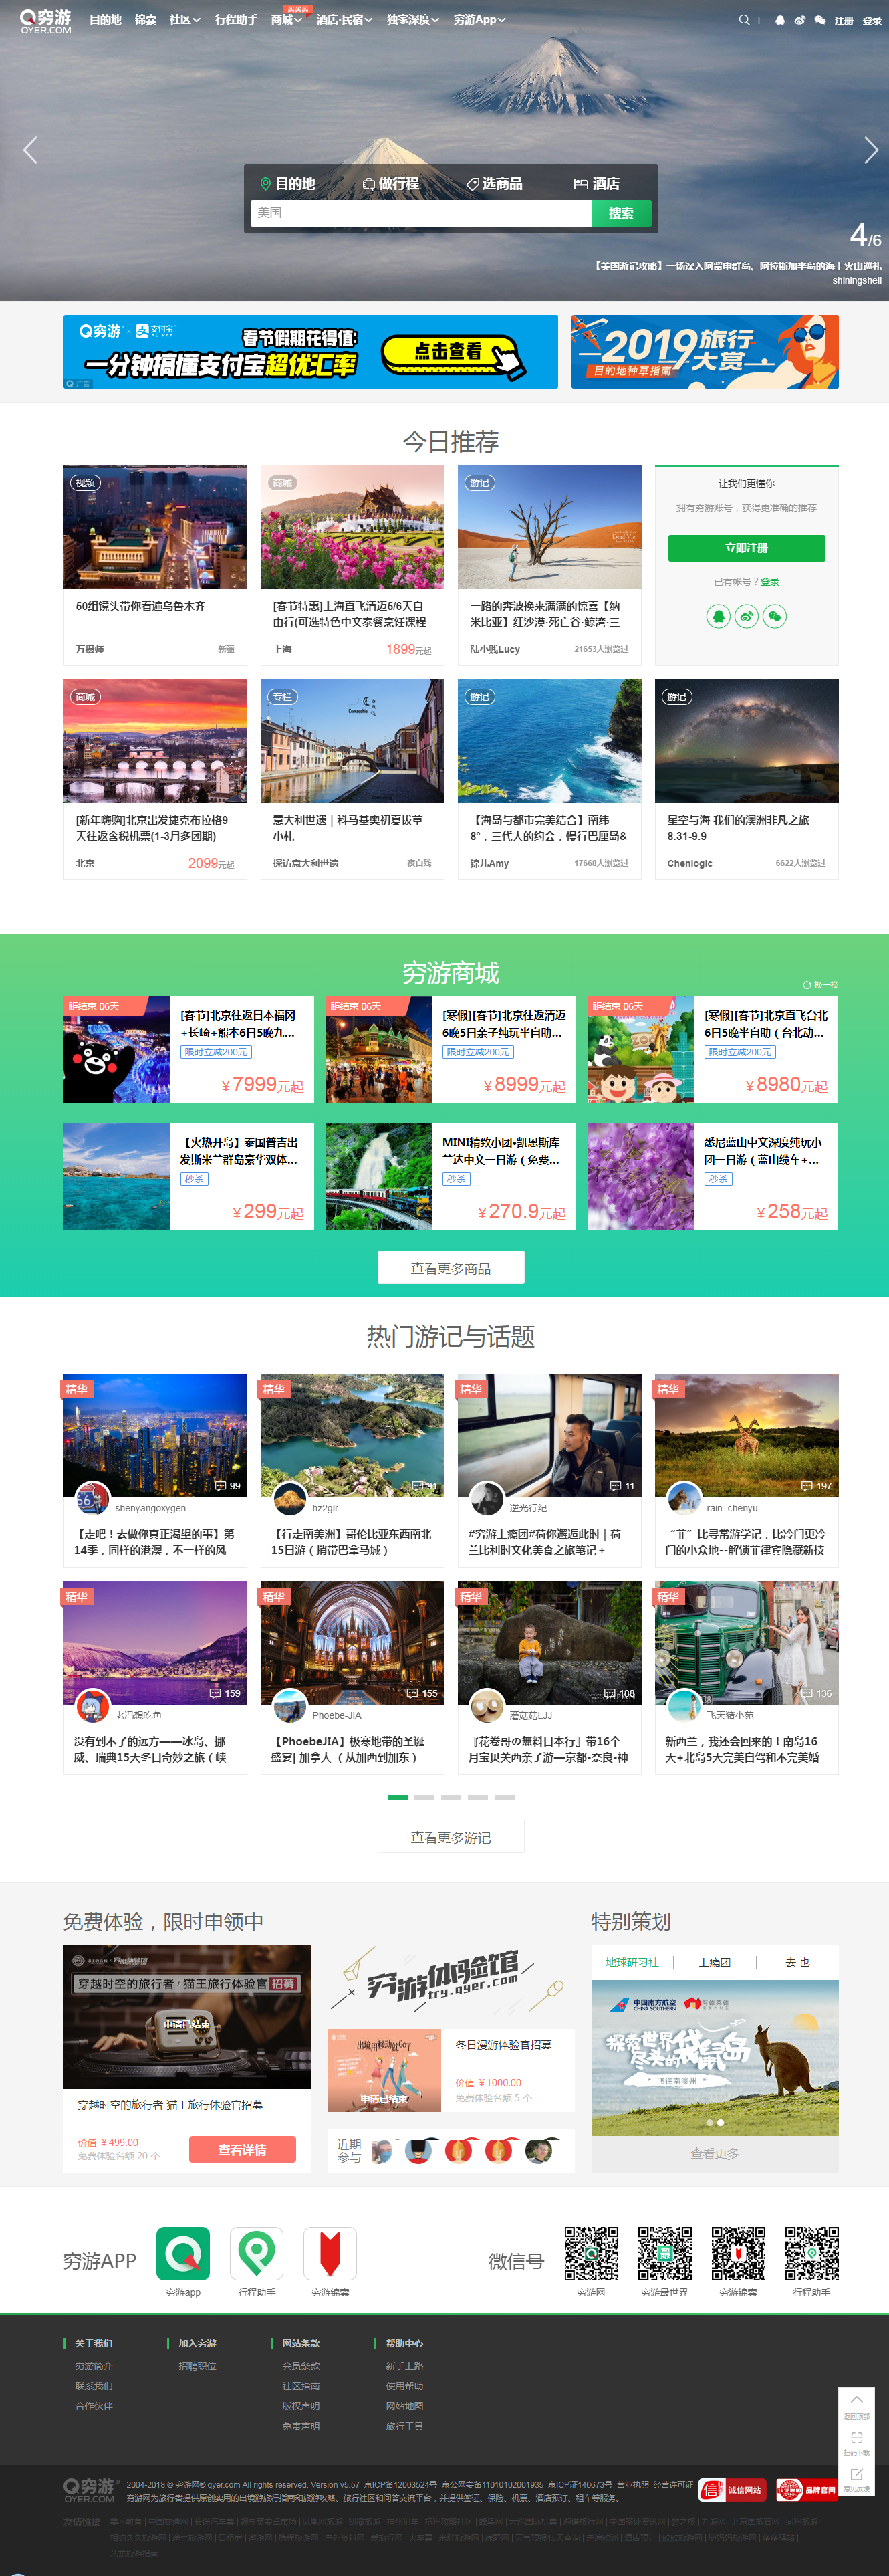 穷游
QYER.COM
目的地 锦囊 社区 行程助手 商城 酒店·民宿 独家深度 穷游App
买买买
注册 登录
目的地 做行程 选商品 酒店
美国
搜索
4/6
【美国游记攻略】一场深入阿留申群岛、阿拉斯加半岛的海上火山巡礼
shiningshell
穷游 × 支付宝
ALIPAY
春节假期花得值:
一分钟搞懂支付宝超优汇率
点击查看
广告
2019旅行大赏
目的地种草指南
今日推荐
视频
50组镜头带你看遍乌鲁木齐
万摄师 新疆
商城
[春节特惠]上海直飞清迈5/6天自
由行(可选特色中文泰餐烹饪课程
上海 1899元起
游记
一路的奔波换来满满的惊喜【纳
米比亚】红沙漠·死亡谷·鲸湾·三
陆小贱Lucy 21653人浏览过
让我们更懂你
拥有穷游账号，获得更准确的推荐
立即注册
已有帐号？登录
商城
[新年嗨购]北京出发捷克布拉格9
天往返含税机票(1-3月多团期)
北京 2099元起
专栏
意大利世遗 | 科马基奥初夏拔草
小札
探访意大利世遗 夜白残
游记
【海岛与都市完美结合】南纬
8°，三代人的约会，慢行巴厘岛&
锦儿Amy 17668人浏览过
游记
星空与海 我们的澳洲非凡之旅
8.31-9.9
Chenlogic 6622人浏览过
穷游商城
换一换
距结束 06天
[春节]北京往返日本福冈
+长崎+熊本6日5晚九...
限时立减200元
¥7999元起
距结束 06天
[寒假][春节]北京往返清迈
6晚5日亲子纯玩半自助...
限时立减200元
¥8999元起
距结束 06天
[寒假][春节]北京直飞台北
6日5晚半自助（台北动...
限时立减200元
¥8980元起
【火热开岛】泰国普吉出
发斯米兰群岛豪华双体...
秒杀
¥299元起
MINI精致小团•凯恩斯库
兰达中文一日游（免费...
秒杀
¥270.9元起
悉尼蓝山中文深度纯玩小
团一日游（蓝山缆车+...
秒杀
¥258元起
查看更多商品
热门游记与话题
精华
99
shenyangoxygen
【走吧！去做你真正渴望的事】第
14季，同样的港澳，不一样的风
精华
91
hz2glr
【行走南美洲】哥伦比亚东西南北
15日游（捎带巴拿马城）
精华
11
逆光行纪
#穷游上瘾团#荷你邂逅此时 | 荷
兰比利时文化美食之旅笔记＋
精华
197
rain_chenyu
“菲”比寻常游学记，比冷门更冷
门的小众地--解锁菲律宾隐藏新技
精华
159
老冯想吃鱼
没有到不了的远方——冰岛、挪
威、瑞典15天冬日奇妙之旅（峡
精华
155
Phoebe-JIA
【PhoebeJIA】极寒地带的圣诞
盛宴| 加拿大 （从加西到加东）
精华
188
蘑菇菇LJJ
『花卷哥の無料日本行』带16个
月宝贝关西亲子游—京都-奈良-神
精华
136
飞天猪小苑
新西兰，我还会回来的！南岛16
天+北岛5天完美自驾和不完美婚
查看更多游记
免费体验，限时申领中
穿越时空的旅行者 / 猫王旅行体验官 招募
申请已结束
穿越时空的旅行者 猫王旅行体验官招募
价值 ￥499.00
免费体验名额 20 个
查看详情
穷游体验馆
try.qyer.com
出境用移动就GO了
申请已结束
冬日漫游体验官招募
价值 ￥1000.00
免费体验名额 5 个
近期
参与
特别策划
地球研习社 上瘾团 去 也
中国南方航空
CHINA SOUTHERN
探索世界尽头的袋鼠岛
飞往南澳州
查看更多
穷游APP
穷游app 行程助手 穷游锦囊
微信号
穷游网 穷游最世界 穷游锦囊 行程助手
关于我们 加入穷游 网站条款 帮助中心
穷游简介 招聘职位 会员条款 新手上路
联系我们 社区指南 使用帮助
合作伙伴 版权声明 网站地图
免责声明 旅行工具
返回顶部
扫码下载
意见反馈
穷游
QYER.COM
2004-2018 © 穷游网® qyer.com All rights reserved. Version v5.57 京ICP备12003524号 京公网安备11010102001935 京ICP证140673号 营业执照 经营许可证
穷游网为旅行者提供原创实用的出境游旅行指南和旅游攻略、旅行社区和问答交流平台，并提供签证、保险、机票、酒店预订、租车等服务。
诚信网站
品牌官网
友情链接